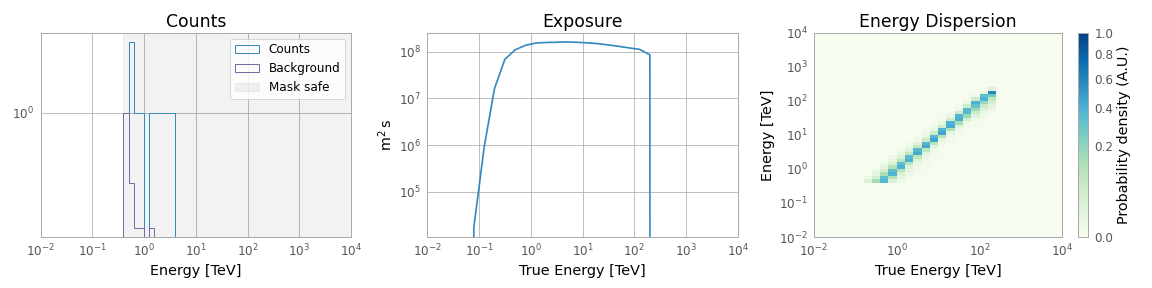 Counts
Exposure
Energy Dispersion
Counts
Background
Mask safe
10^0
10^-2 10^-1 10^0 10^1 10^2 10^3 10^4
Energy [TeV]
m^2 s
10^8
10^7
10^6
10^5
10^-2 10^-1 10^0 10^1 10^2 10^3 10^4
True Energy [TeV]
Energy [TeV]
10^4
10^3
10^2
10^1
10^0
10^-1
10^-2
10^-2 10^0 10^2 10^4
True Energy [TeV]
1.0
0.8
0.6
0.4
0.2
0.0
Probability density (A.U.)